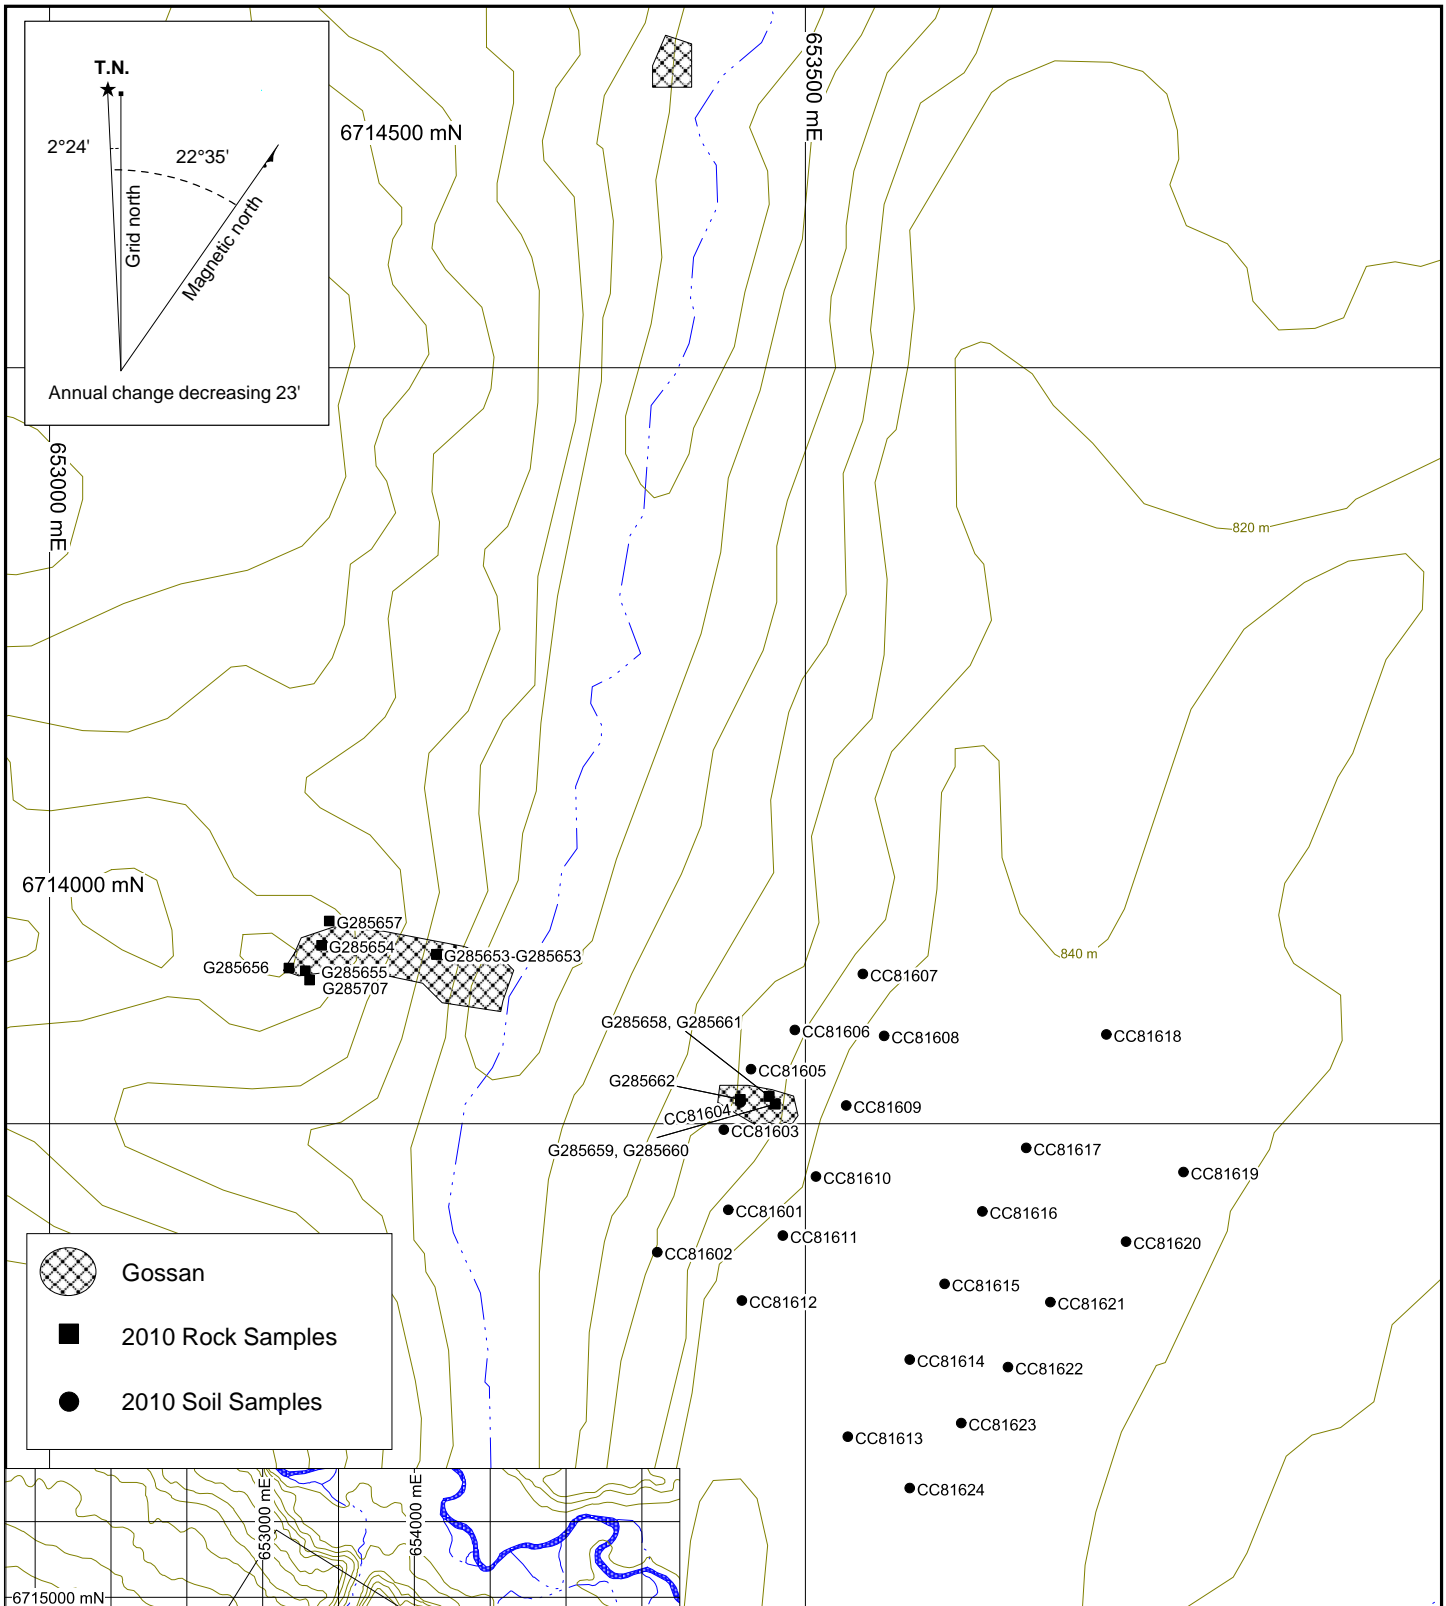 T.N.
2°24'
22°35'
Grid north
Magnetic north
Annual change decreasing 23'
6714500 mN
653500 mE
653000 mE
820 m
6714000 mN
840 m
G285657
G285654
G285653-G285653
G285656
G285655
G285707
CC81607
G285658, G285661
CC81606
CC81608
CC81618
CC81605
G285662
CC81604
CC81609
CC81603
G285659, G285660
CC81617
CC81610
CC81619
CC81601
CC81616
CC81611
CC81620
CC81602
CC81615
CC81612
CC81621
CC81614
CC81622
CC81623
CC81613
CC81624
Gossan
2010 Rock Samples
2010 Soil Samples
653000 mE
654000 mE
6715000 mN